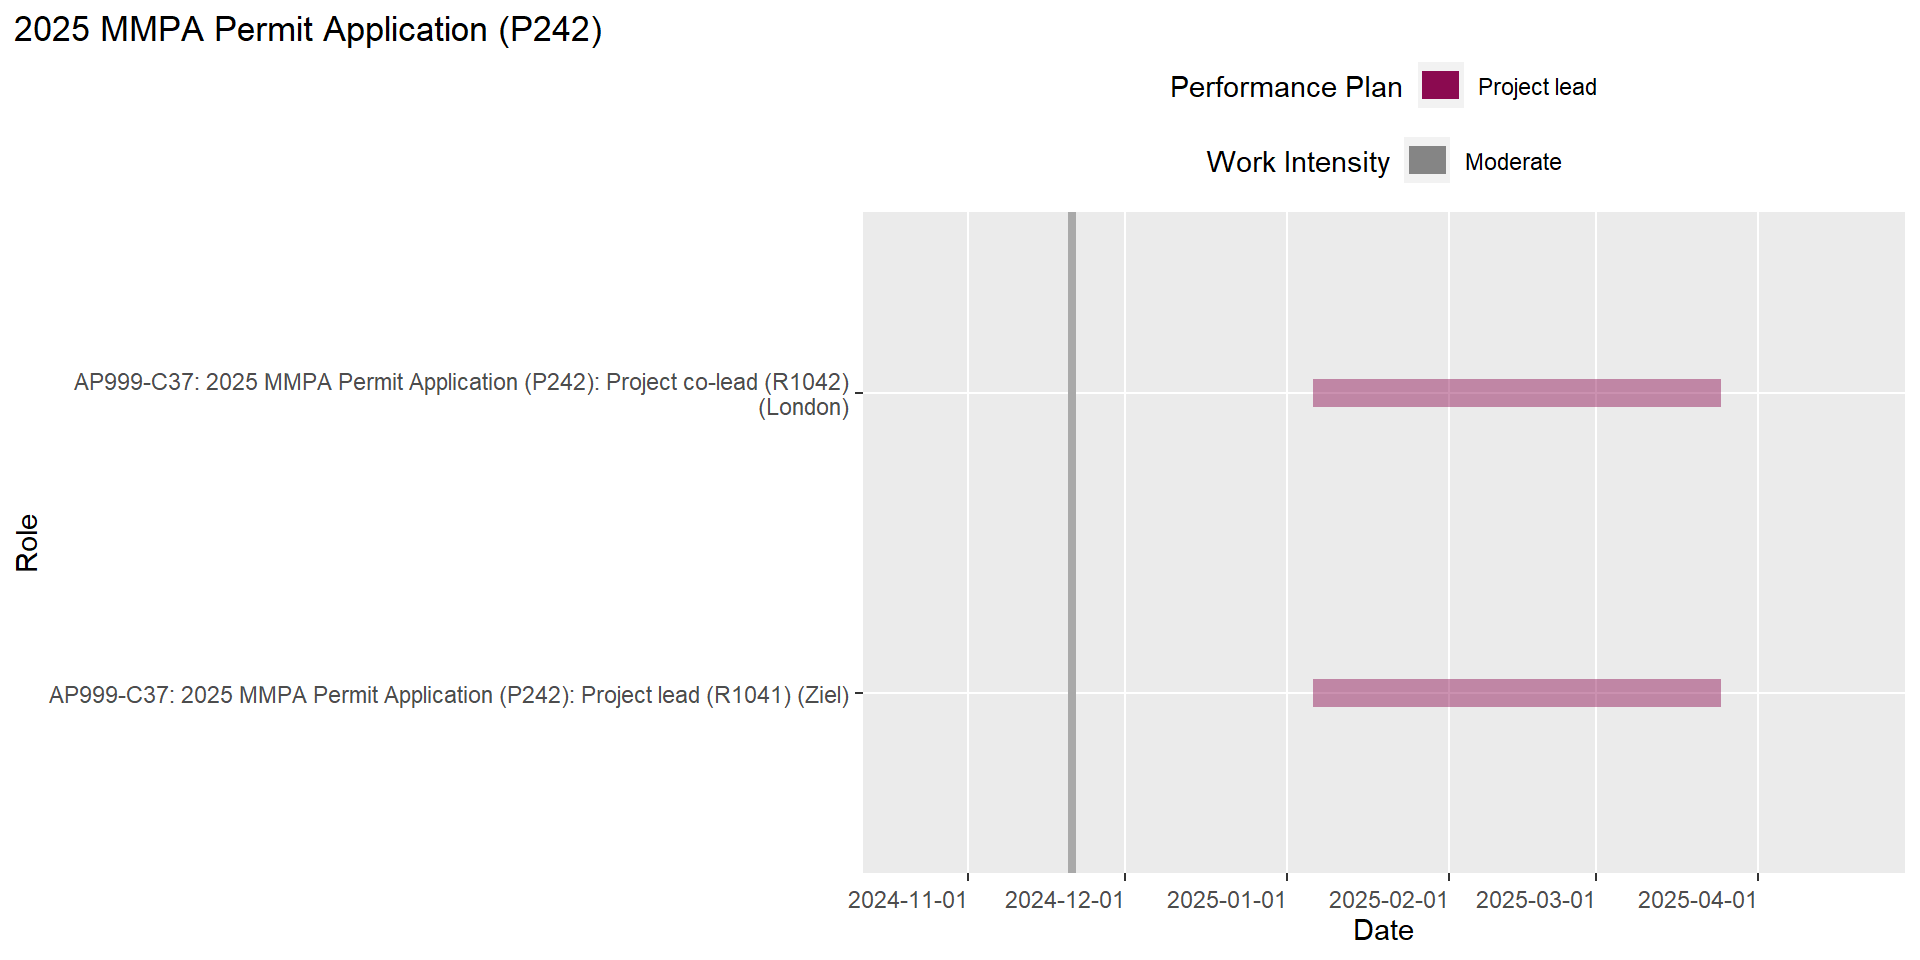 2025 MMPA Permit Application (P242)
Performance Plan Project lead
Work Intensity Moderate
AP999-C37: 2025 MMPA Permit Application (P242): Project co-lead (R1042)
(London)
Role
AP999-C37: 2025 MMPA Permit Application (P242): Project lead (R1041) (Ziel)
2024-11-01 2024-12-01 2025-01-01 2025-02-01 2025-03-01 2025-04-01
Date